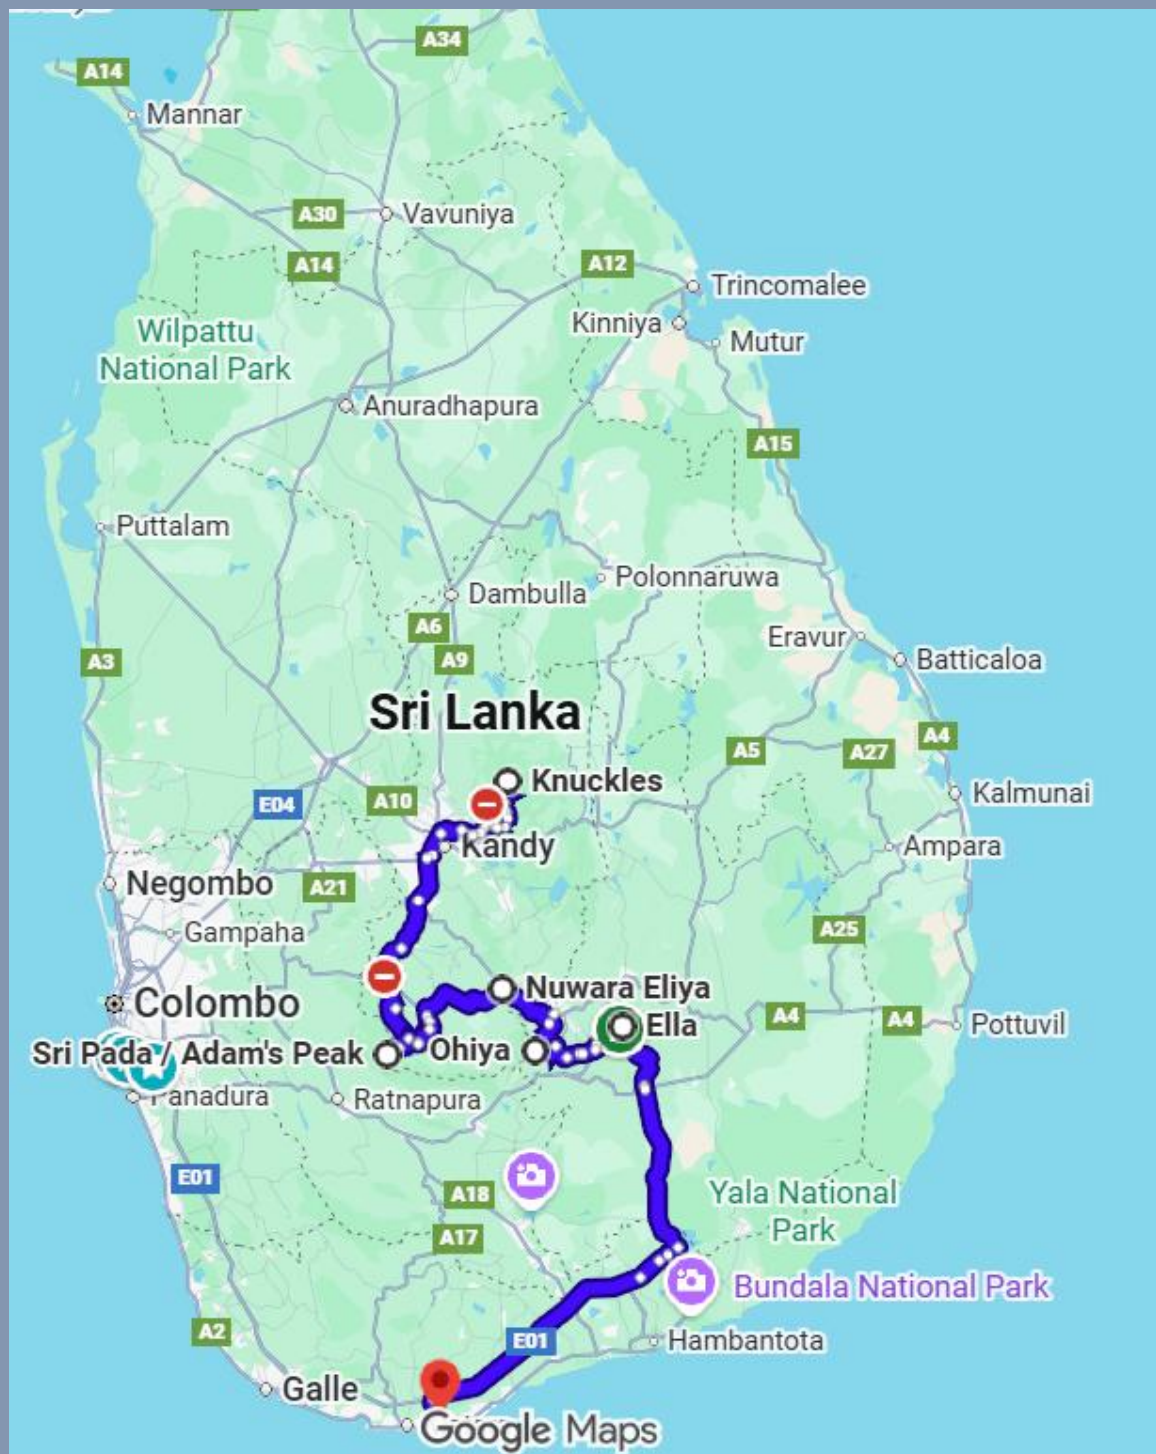 A34
A14
Mannar
A30
Vavuniya
A14
A12
Trincomalee
Kinniya
Mutur
Wilpattu
National Park
Anuradhapura
A15
Puttalam
Polonnaruwa
Dambulla
A6
Eravur
A3
A9
Batticaloa
Sri Lanka
A5
A27
A4
Knuckles
E04
A10
Kalmunai
Kandy
Ampara
Negombo
A21
Gampaha
A25
Nuwara Eliya
Colombo
A4
A4
Ella
Pottuvil
Sri Pada / Adam's Peak
Ohiya
Panadura
Ratnapura
E01
A18
Yala National
Park
A17
Bundala National Park
A2
E01
Hambantota
Galle
Google Maps